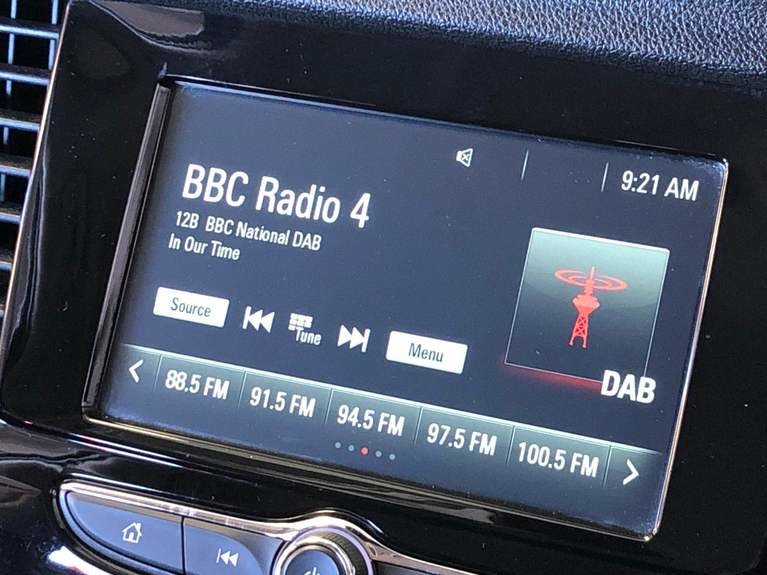 9:21 AM
BBC Radio 4
12B BBC National DAB
In Our Time
Source
Tune
Menu
DAB
88.5 FM
91.5 FM
94.5 FM
97.5 FM
100.5 FM